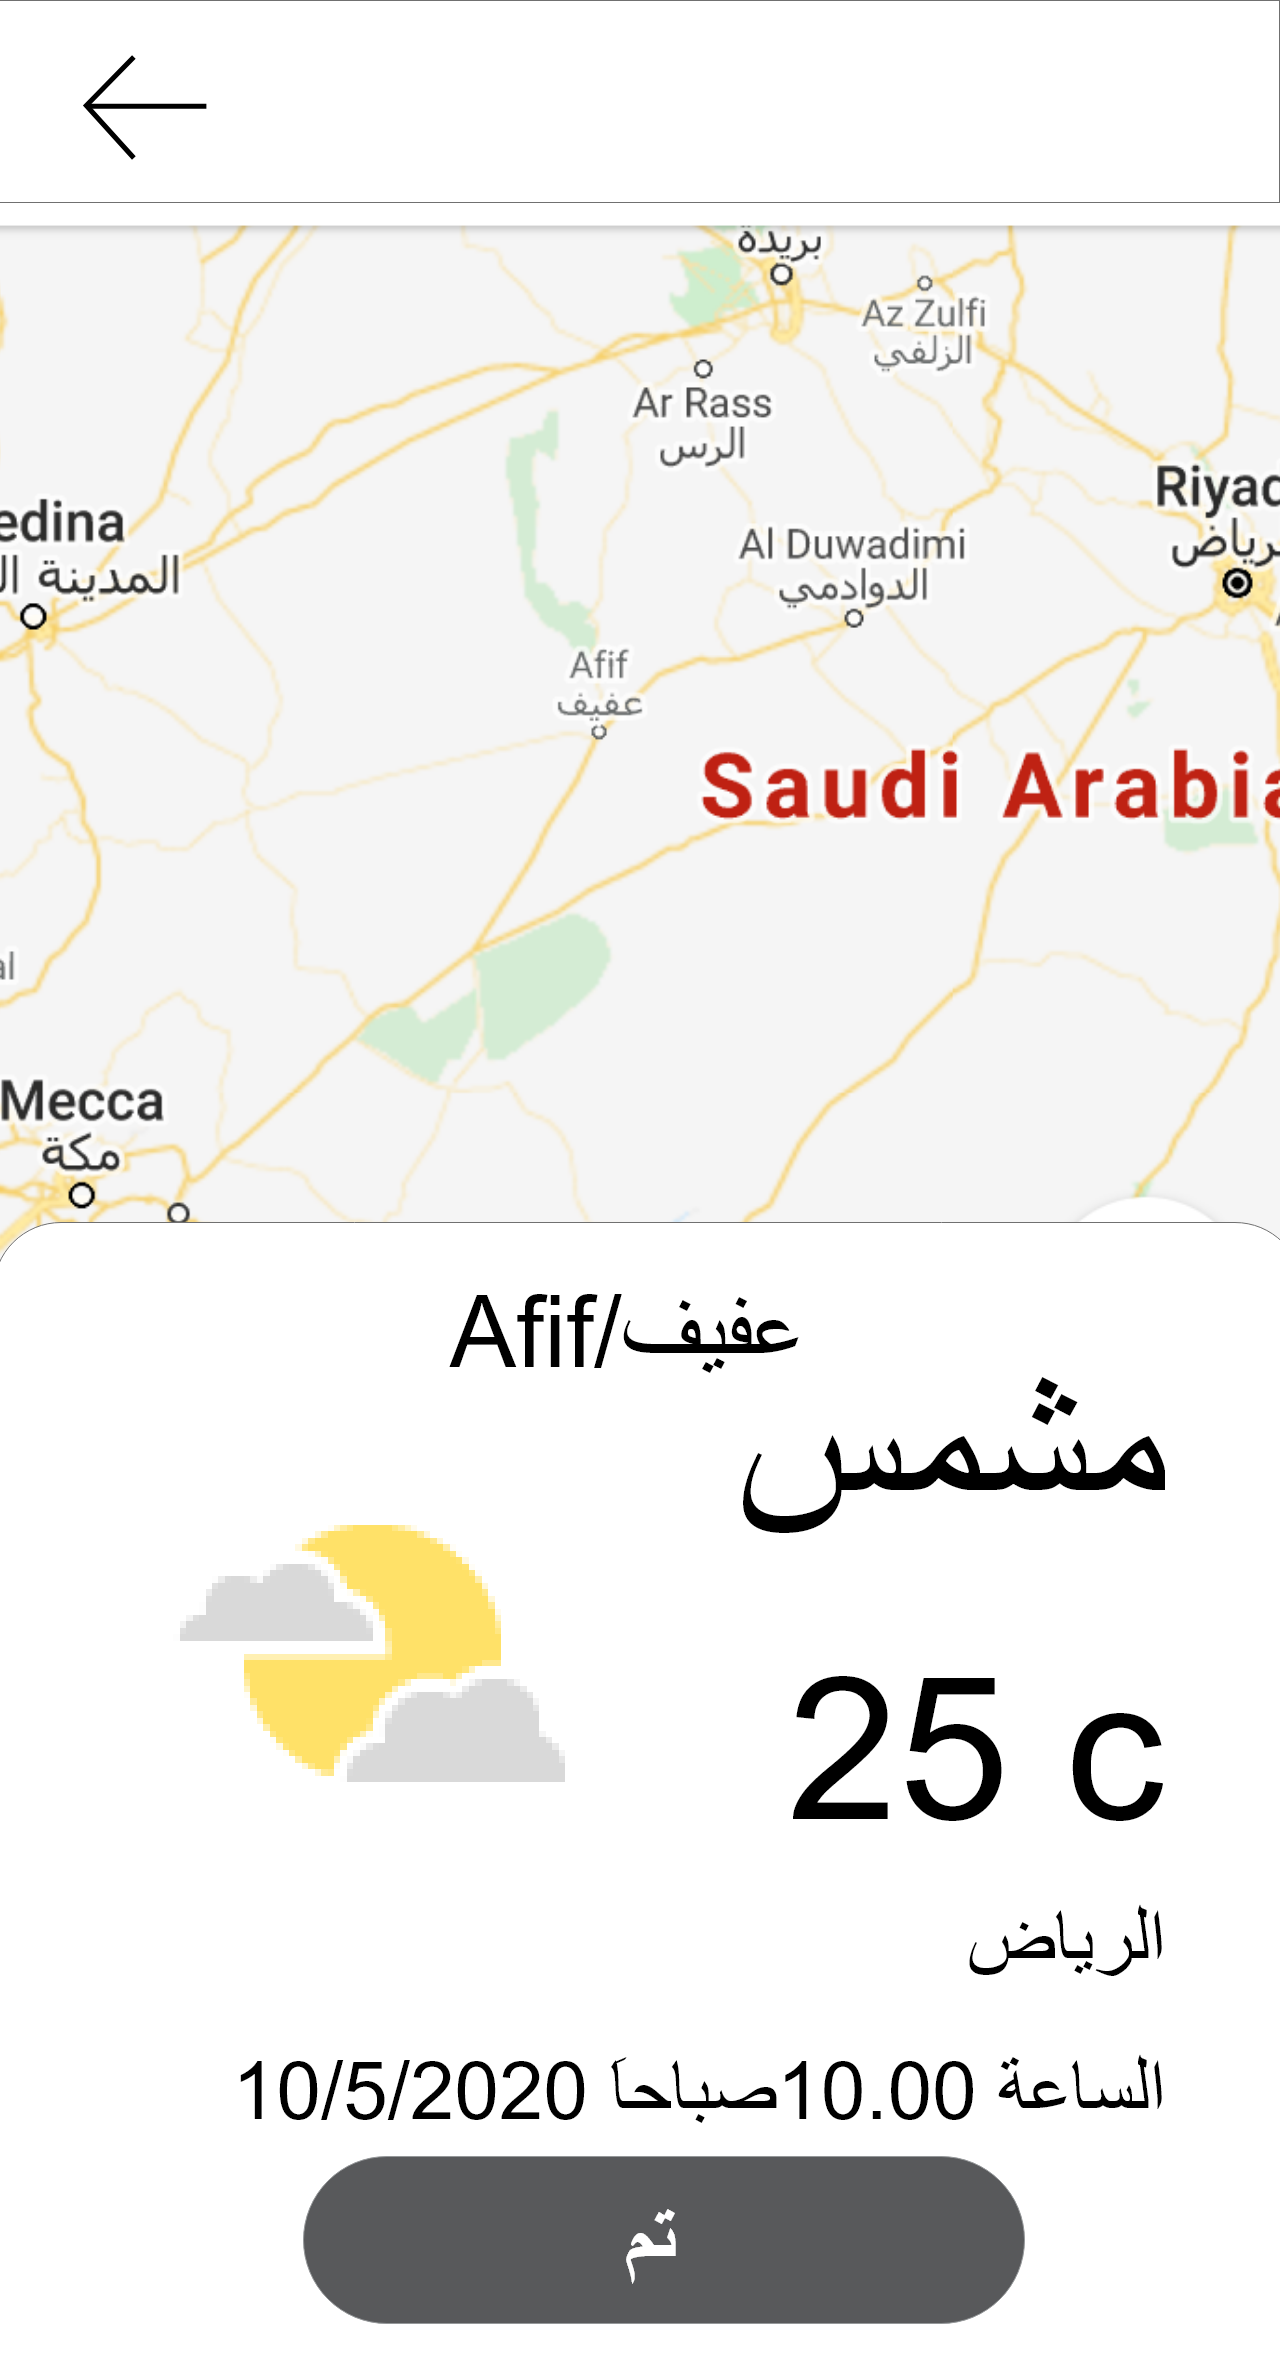 بريدة
Az Zulfi
الزلفي
Ar Rass
الرس
Riyad
رياض
edina
المدينة ال
Al Duwadimi
الدوادمي
Afif
عفيف
Saudi Arabia
al
Mecca
مكة
عفيف/Afif
مشمس
25 c
الرياض
الساعة 10.00صباحاَ 10/5/2020
تم